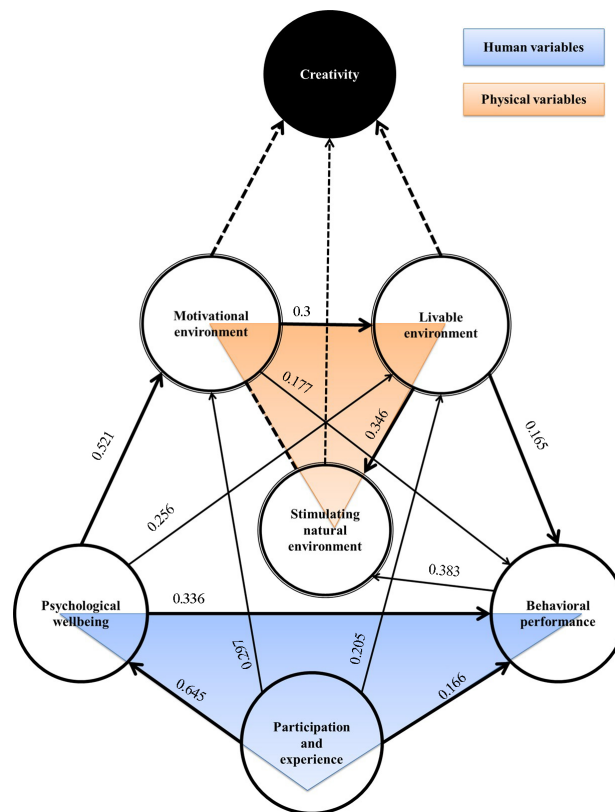 Human variables
Creativity
Physical variables
Motivational
environment
0.3
Livable
environment
0.177
0.346
0.165
0.521
0.256
Stimulating
natural
environment
0.383
Psychological
wellbeing
0.336
Behavioral
performance
0.297
0.205
0.645
0.166
Participation
and
experience